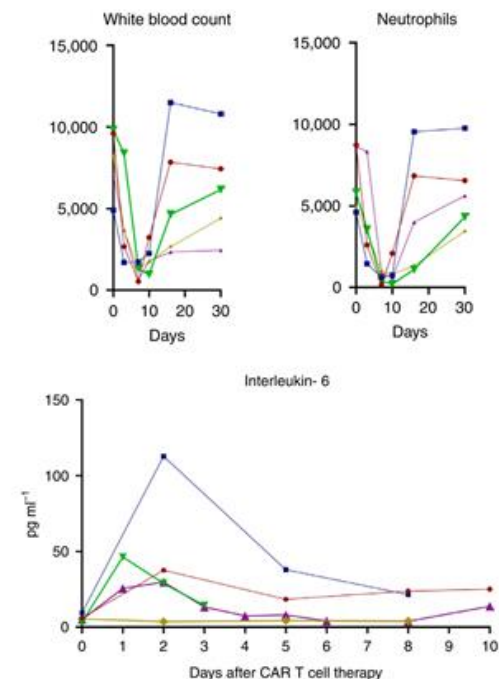 White blood count
15,000
10,000
5,000
0
0 10 20 30
Days
Neutrophils
15,000
10,000
5,000
0
0 10 20 30
Days
Interleukin- 6
150
100
50
0
pg ml⁻¹
0 1 2 3 4 5 6 7 8 9 10
Days after CAR T cell therapy